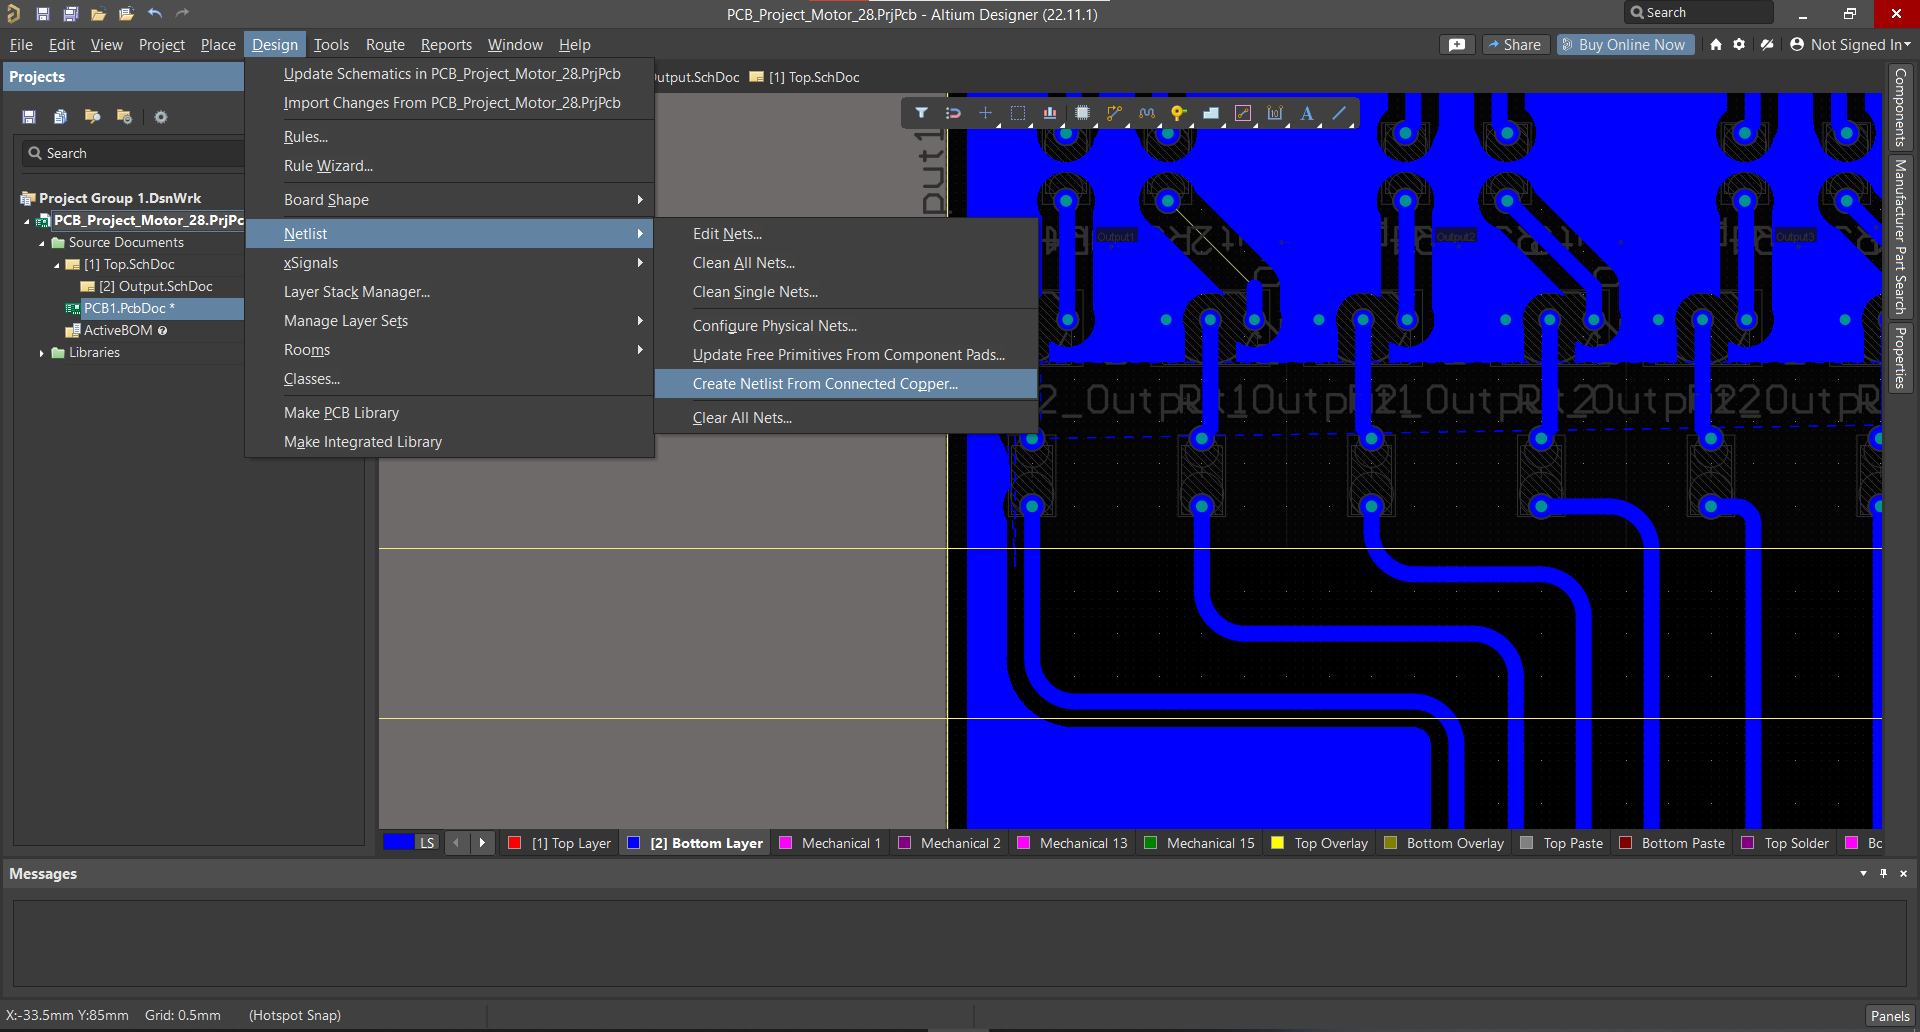 PCB_Project_Motor_28.PrjPcb - Altium Designer (22.11.1)
Search
File Edit View Project Place Design Tools Route Reports Window Help
Share
Buy Online Now
Not Signed In
Projects
Search
Project Group 1.DsnWrk
PCB_Project_Motor_28.PrjPc
Source Documents
[1] Top.SchDoc
[2] Output.SchDoc
PCB1.PcbDoc *
ActiveBOM
Libraries
Update Schematics in PCB_Project_Motor_28.PrjPcb
Import Changes From PCB_Project_Motor_28.PrjPcb
Rules...
Rule Wizard...
Board Shape
Netlist
xSignals
Layer Stack Manager...
Manage Layer Sets
Rooms
Classes...
Make PCB Library
Make Integrated Library
Edit Nets...
Clean All Nets...
Clean Single Nets...
Configure Physical Nets...
Update Free Primitives From Component Pads...
Create Netlist From Connected Copper...
Clear All Nets...
utput.SchDoc
[1] Top.SchDoc
put1
Output1
Output2
Output3
Components
Manufacturer Part Search
Properties
LS
[1] Top Layer
[2] Bottom Layer
Mechanical 1
Mechanical 2
Mechanical 13
Mechanical 15
Top Overlay
Bottom Overlay
Top Paste
Bottom Paste
Top Solder
Bc
Messages
X:-33.5mm Y:85mm Grid: 0.5mm (Hotspot Snap)
Panels